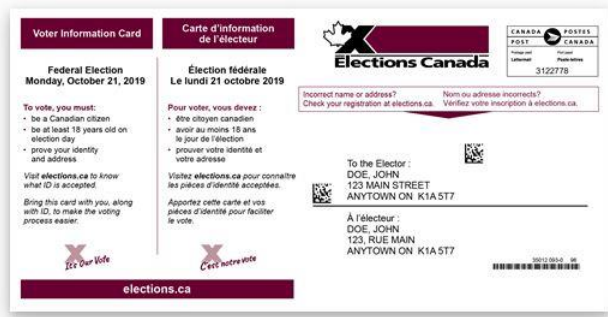 Voter Information Card
Federal Election
Monday, October 21, 2019
To vote, you must:
• be a Canadian citizen
• be at least 18 years old on
election day
• prove your identity
and address
Visit elections.ca to know
what ID is accepted.
Bring this card with you, along
with ID, to make the voting
process easier.
It's Our Vote
Carte d'information
de l'électeur
Élection fédérale
Le lundi 21 octobre 2019
Pour voter, vous devez :
• être citoyen canadien
• avoir au moins 18 ans
le jour de l'élection
• prouver votre identité et
votre adresse
Visitez elections.ca pour connaître
les pièces d'identité acceptées.
Apportez cette carte et vos
pièces d'identité pour faciliter
le vote.
C'est notre vote
elections.ca
Elections Canada
CANADA POSTES
POST CANADA
Postage paid Port payé
Lettermail Poste-lettres
3122778
Incorrect name or address?
Check your registration at elections.ca.
Nom ou adresse incorrects?
Vérifiez votre inscription à elections.ca.
To the Elector :
DOE, JOHN
123 MAIN STREET
ANYTOWN ON K1A 5T7
À l'électeur :
DOE, JOHN
123, RUE MAIN
ANYTOWN ON K1A 5T7